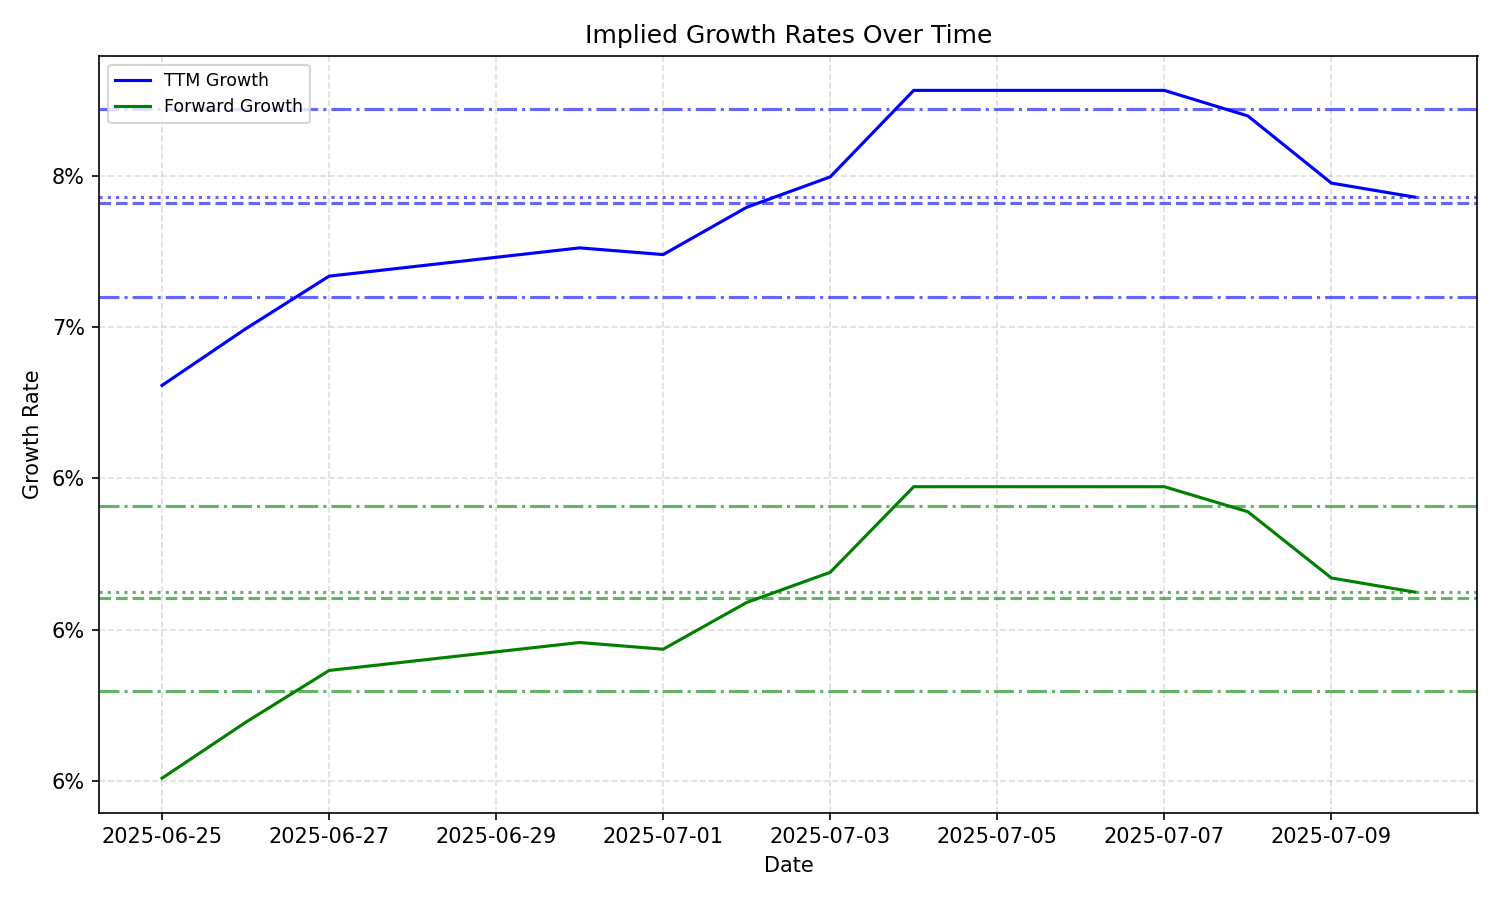 Implied Growth Rates Over Time
TTM Growth
Forward Growth
8%
7%
6%
6%
6%
Growth Rate
2025-06-25
2025-06-27
2025-06-29
2025-07-01
2025-07-03
2025-07-05
2025-07-07
2025-07-09
Date